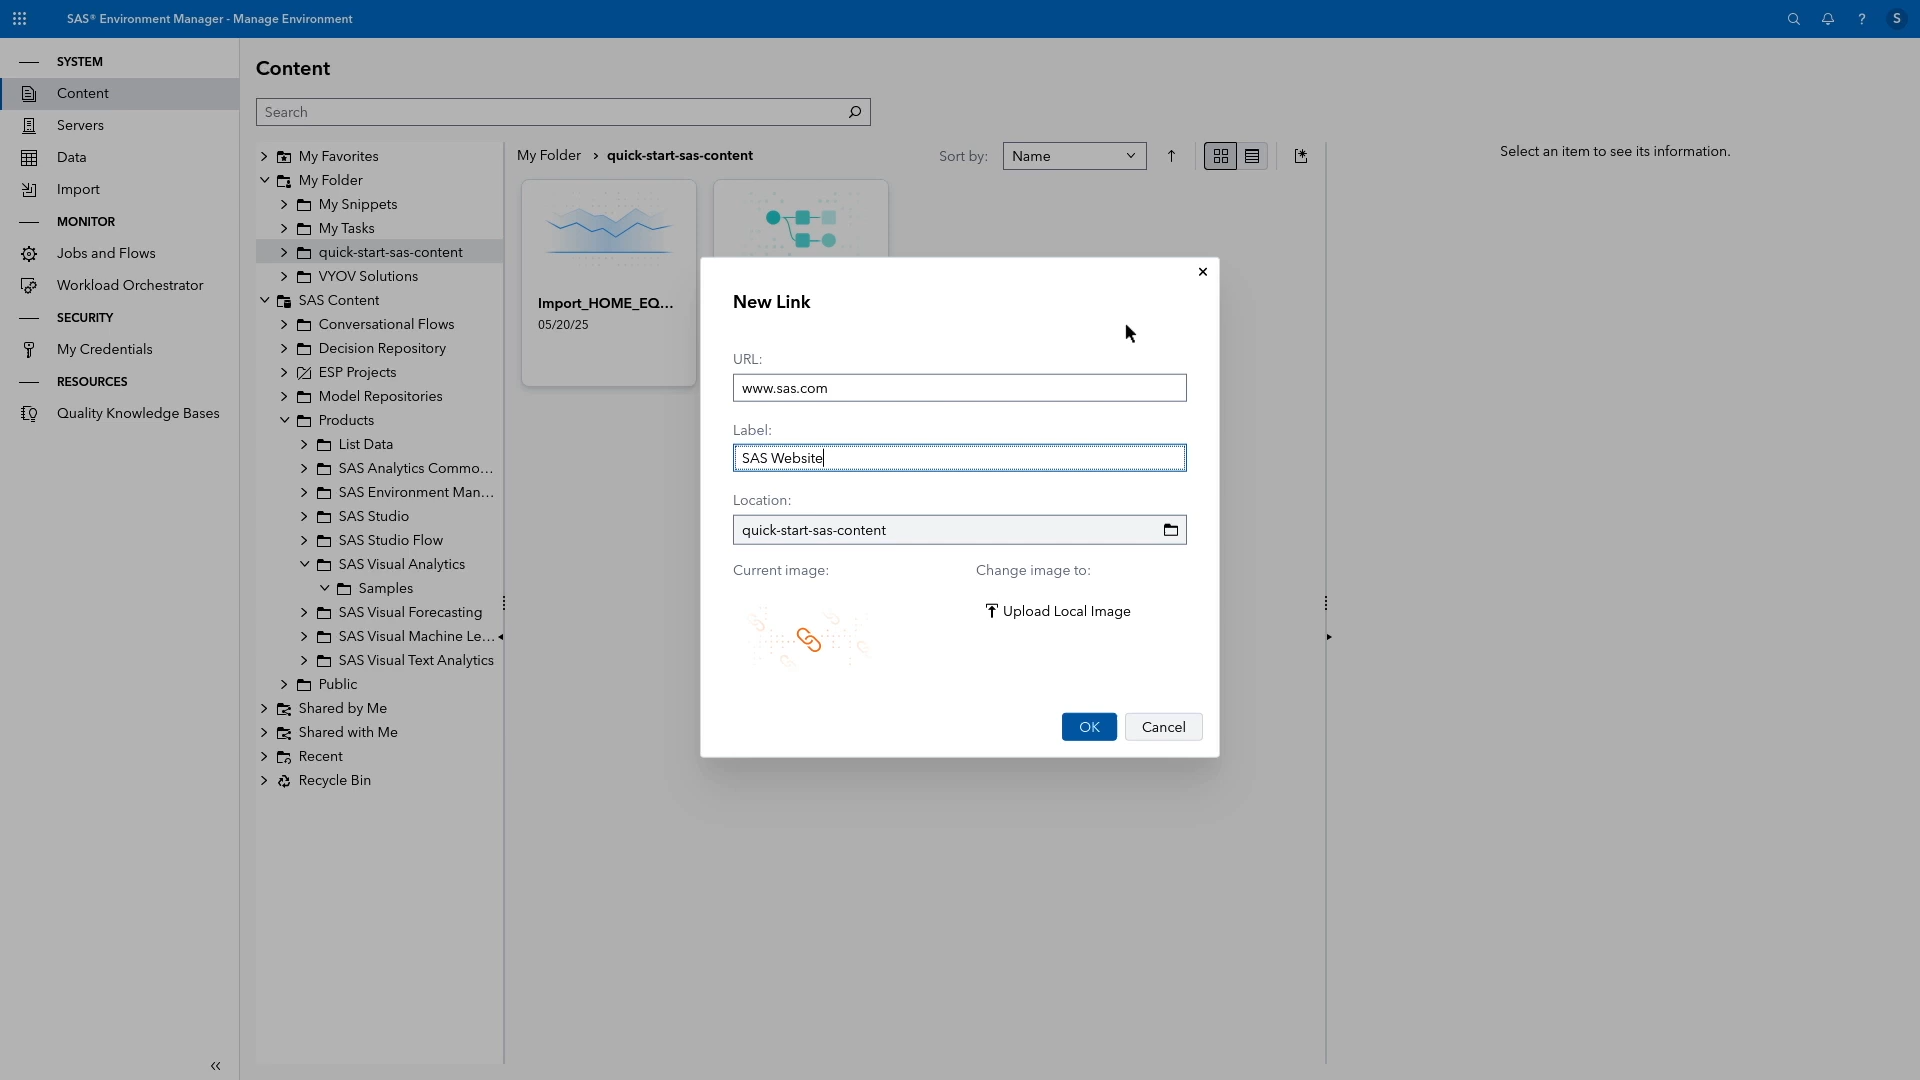 SAS® Environment Manager - Manage Environment
S
SYSTEM
Content
Servers
Data
Import
MONITOR
Jobs and Flows
Workload Orchestrator
SECURITY
My Credentials
RESOURCES
Quality Knowledge Bases
Content
Search
My Favorites
My Folder
My Snippets
My Tasks
quick-start-sas-content
VYOV Solutions
SAS Content
Conversational Flows
Decision Repository
ESP Projects
Model Repositories
Products
List Data
SAS Analytics Commo...
SAS Environment Man...
SAS Studio
SAS Studio Flow
SAS Visual Analytics
Samples
SAS Visual Forecasting
SAS Visual Machine Le...
SAS Visual Text Analytics
Public
Shared by Me
Shared with Me
Recent
Recycle Bin
My Folder > quick-start-sas-content
Sort by:
Name
Import_HOME_EQ...
05/20/25
Select an item to see its information.
New Link
URL:
www.sas.com
Label:
SAS Website
Location:
quick-start-sas-content
Current image:
Change image to:
Upload Local Image
OK
Cancel